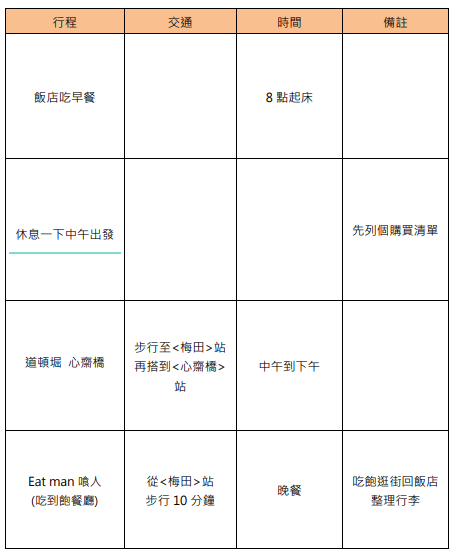 行程 交通 時間 備註
飯店吃早餐 8 點起床
休息一下中午出發 先列個購買清單
道頓堀 心齋橋
步行至<梅田>站
再搭到<心齋橋>
站
中午到下午
Eat man 喰人
(吃到飽餐廳)
從<梅田>站
步行 10 分鐘
晚餐
吃飽逛街回飯店
整理行李